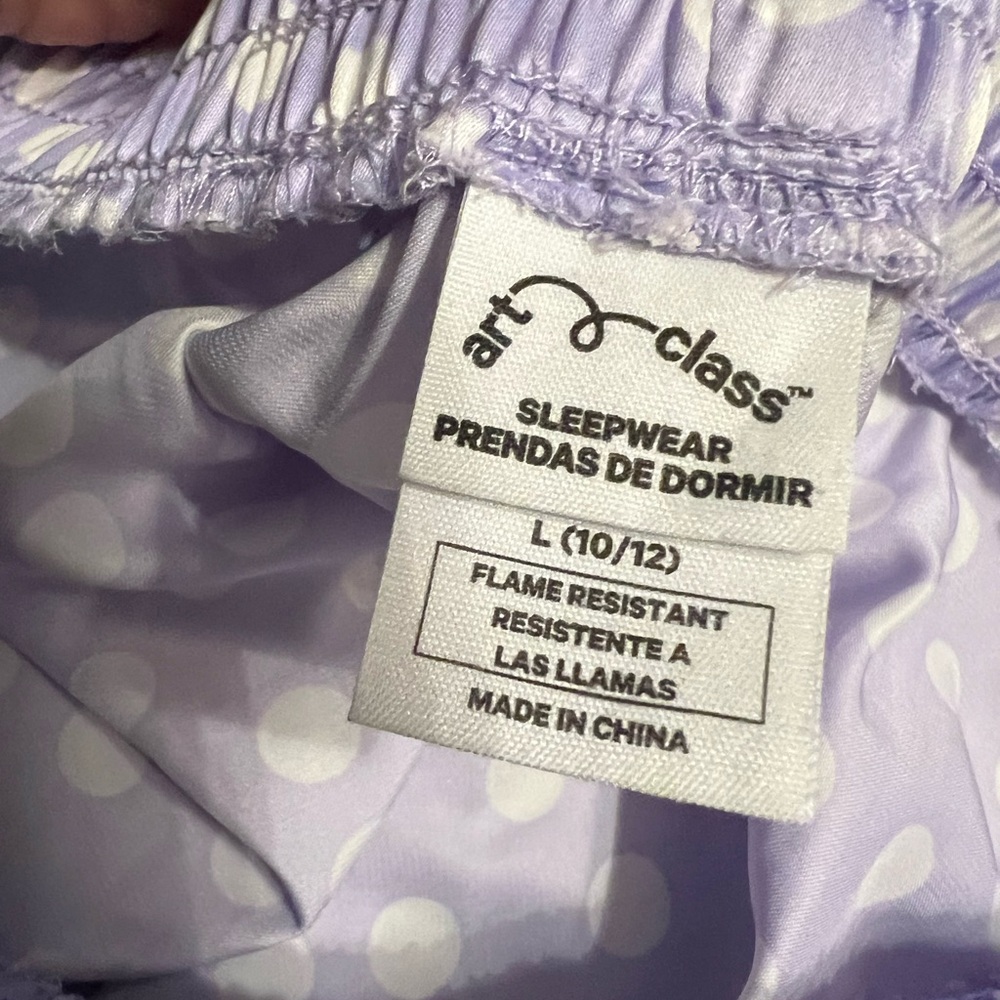 art class™
SLEEPWEAR
PRENDAS DE DORMIR
L (10/12)
FLAME RESISTANT
RESISTENTE A
LAS LLAMAS
MADE IN CHINA